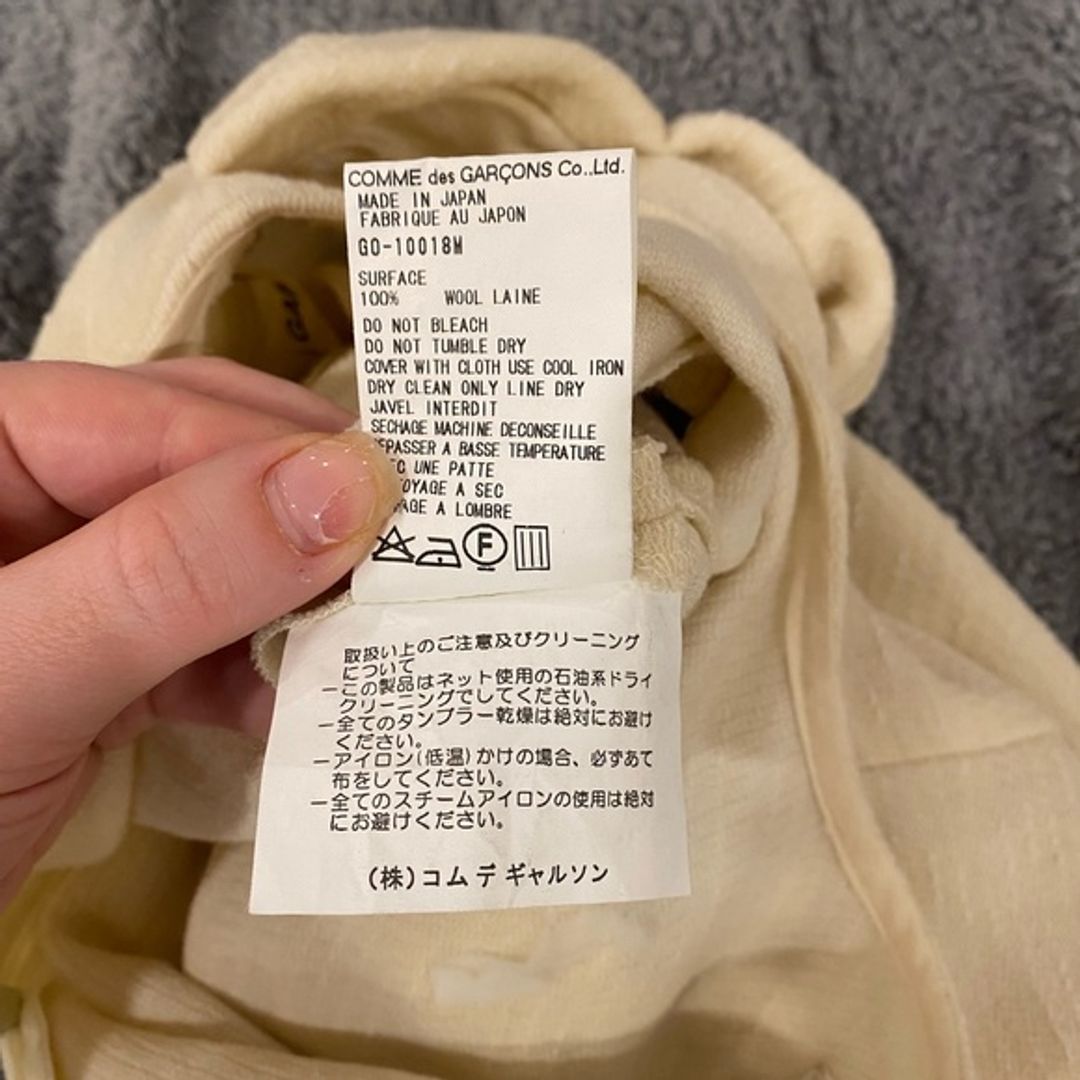 COMME des GARÇONS Co.,Ltd.
MADE IN JAPAN
FABRIQUE AU JAPON
GO-10018M
SURFACE
100% WOOL LAINE
DO NOT BLEACH
DO NOT TUMBLE DRY
COVER WITH CLOTH USE COOL IRON
DRY CLEAN ONLY LINE DRY
JAVEL INTERDIT
SECHAGE MACHINE DECONSEILLE
A BASSE TEMPERATURE
UNE PATTE
A SEC
A LOMBRE
F
取扱い上のご注意及びクリーニング
について
ーこの製品はネット使用の石油系ドライ
クリーニングでしてください。
ー全てのタンブラー乾燥は絶対にお避け
ください。
ーアイロン(低温)かけの場合、必ずあて
布をしてください。
ー全てのスチームアイロンの使用は絶対
にお避けください。
(株)コム デ ギャルソン